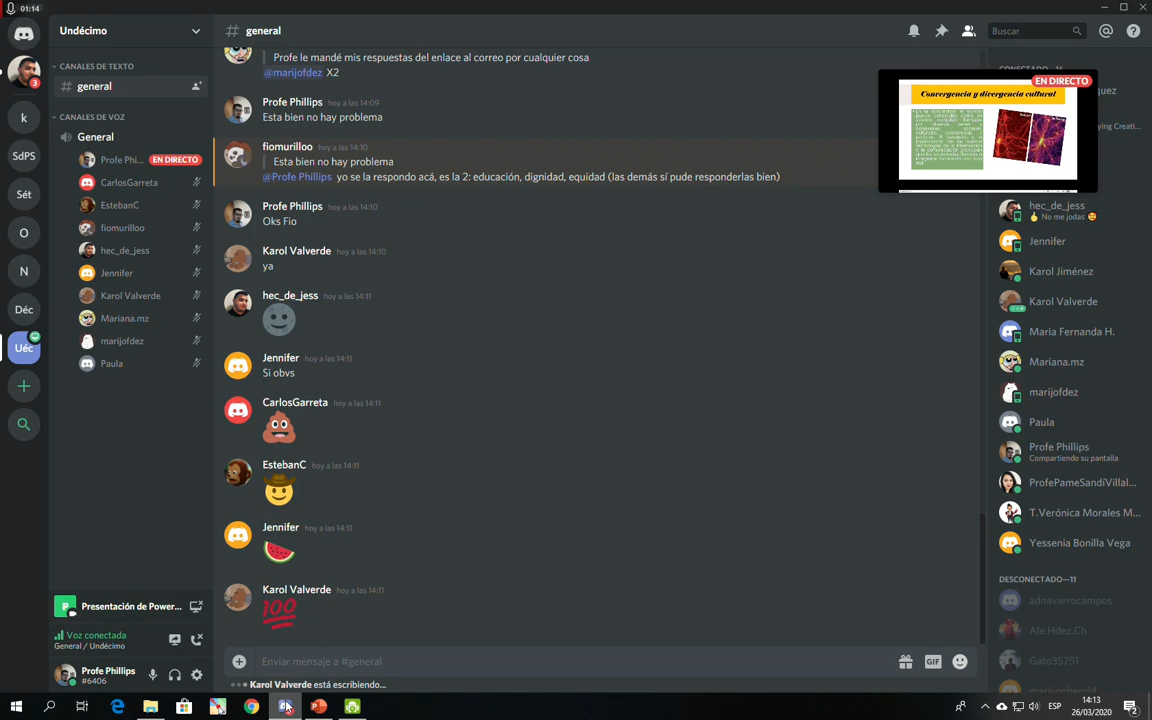 01:14
Undécimo
general
Buscar
CANALES DE TEXTO
general
CANALES DE VOZ
General
Profe Phi... EN DIRECTO
CarlosGarreta
EstebanC
fiomurilloo
hec_de_jess
Jennifer
Karol Valverde
Mariana.mz
marijofdez
Paula
3
k
SdPS
Sét
O
N
Déc
Uéc
Presentación de Power...
Voz conectada
General / Undécimo
Profe Phillips
#6406
Profe le mandé mis respuestas del enlace al correo por cualquier cosa
@marijofdez X2
Profe Phillips hoy a las 14:09
Esta bien no hay problema
fiomurilloo hoy a las 14:10
Esta bien no hay problema
@Profe Phillips yo se la respondo acá, es la 2: educación, dignidad, equidad (las demás sí pude responderlas bien)
Profe Phillips hoy a las 14:10
Oks Fio
Karol Valverde hoy a las 14:10
ya
hec_de_jess hoy a las 14:11
Jennifer hoy a las 14:11
Si obvs
CarlosGarreta hoy a las 14:11
EstebanC hoy a las 14:11
Jennifer hoy a las 14:11
Karol Valverde hoy a las 14:11
100
Enviar mensaje a #general
GIF
Karol Valverde está escribiendo...
EN DIRECTO
Convergencia y divergencia cultural
quez
ying Creati...
hec_de_jess
No me jodas
Jennifer
Karol Jiménez
Karol Valverde
Maria Fernanda H.
Mariana.mz
marijofdez
Paula
Profe Phillips
Compartiendo su pantalla
ProfePameSandíVillal...
T.Verónica Morales M...
Yessenia Bonilla Vega
DESCONECTADO—11
adnavarrocampos
Ale.Hdez.Ch
Gato35751
ESP
14:13
26/03/2020
2